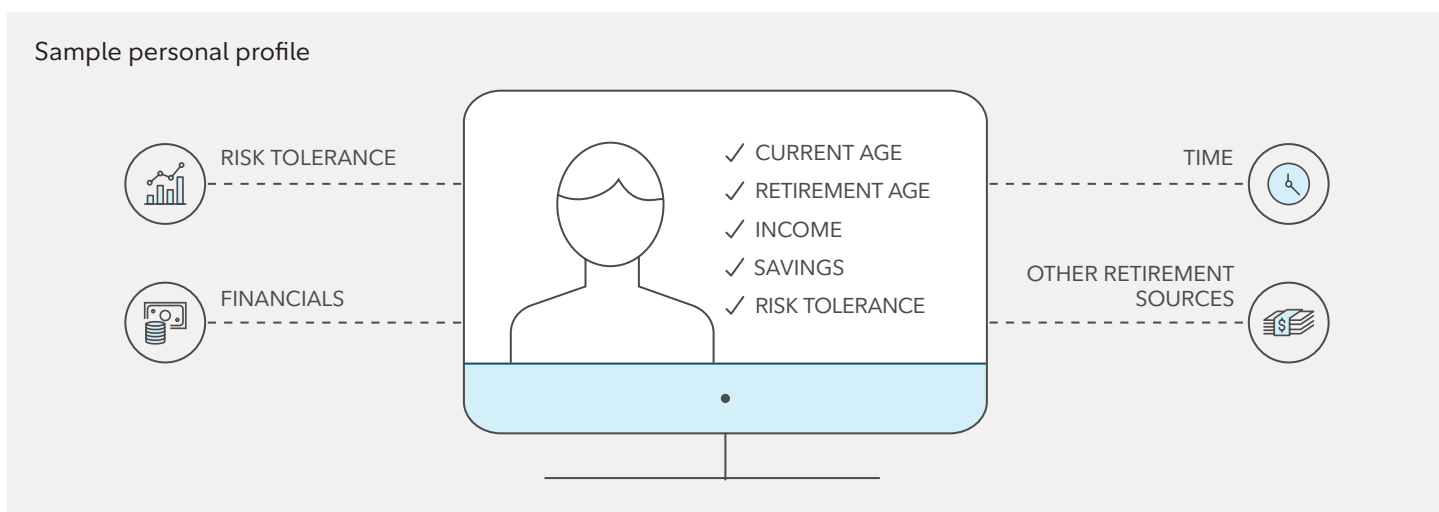 Sample personal profile
RISK TOLERANCE
FINANCIALS
✓ CURRENT AGE
✓ RETIREMENT AGE
✓ INCOME
✓ SAVINGS
✓ RISK TOLERANCE
TIME
OTHER RETIREMENT
SOURCES
$